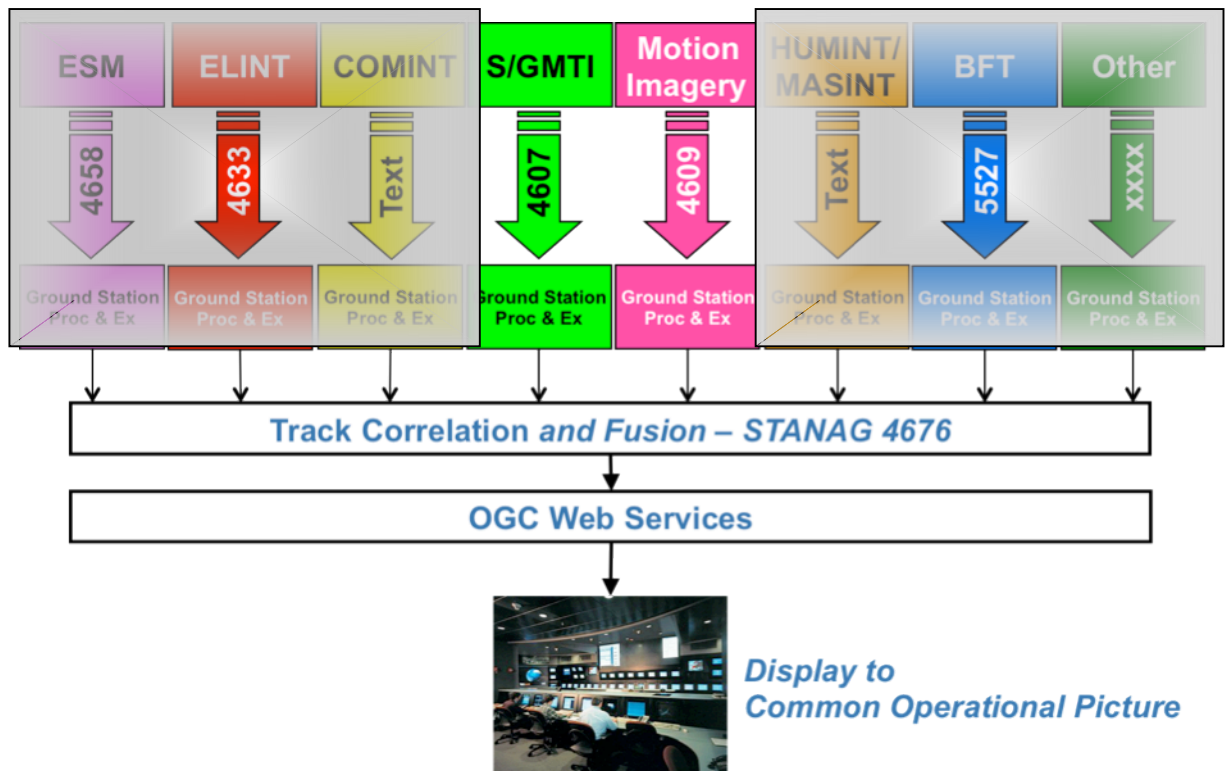 ESM
ELINT
COMINT
S/GMTI
Motion
Imagery
HUMINT/
MASINT
BFT
Other
4658
4633
Text
4607
4609
Text
5527
xxxx
Ground Station
Proc & Ex
Ground Station
Proc & Ex
Ground Station
Proc & Ex
Ground Station
Proc & Ex
Ground Station
Proc & Ex
Ground Station
Proc & Ex
Ground Station
Proc & Ex
Ground Station
Proc & Ex
Track Correlation and Fusion – STANAG 4676
OGC Web Services
Display to
Common Operational Picture